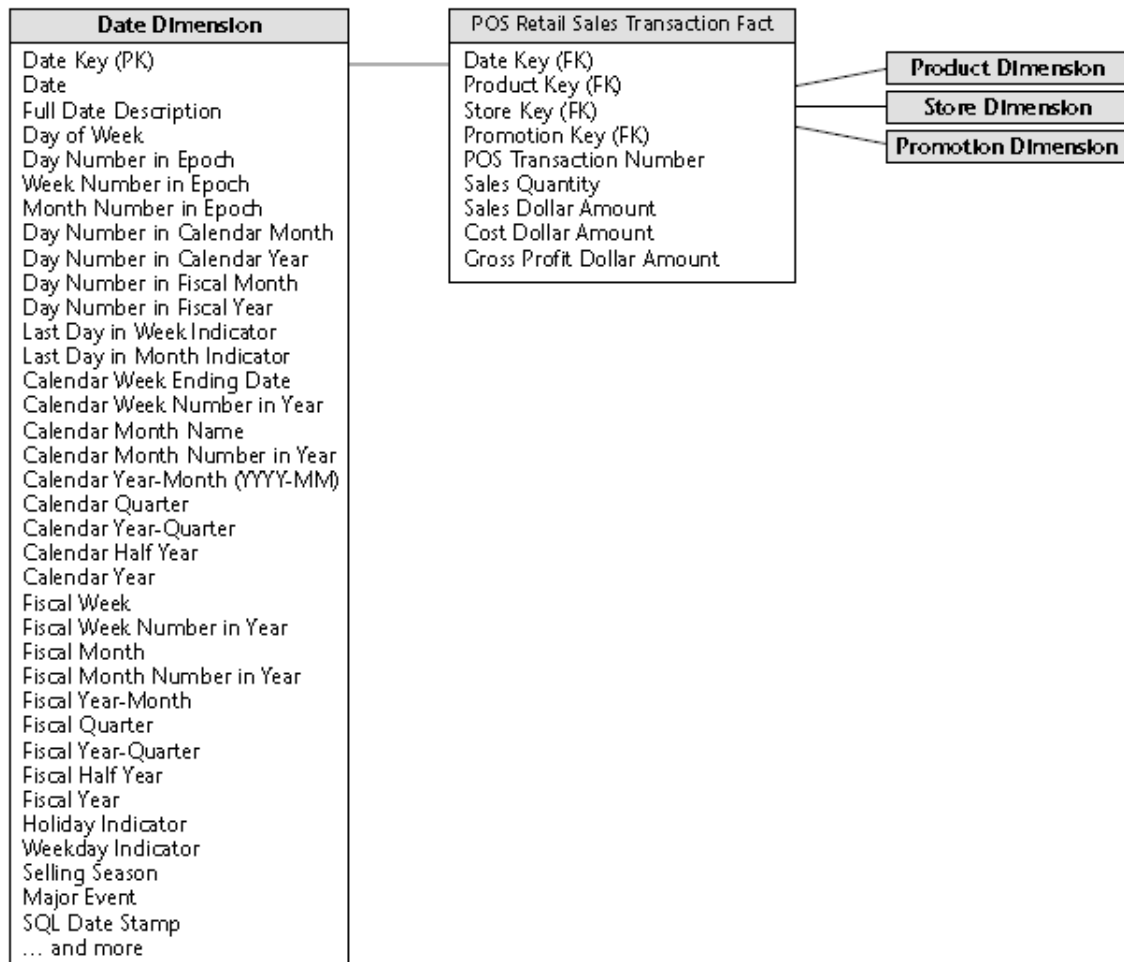 Date Dimension
Date Key (PK)
Date
Full Date Description
Day of Week
Day Number in Epoch
Week Number in Epoch
Month Number in Epoch
Day Number in Calendar Month
Day Number in Calendar Year
Day Number in Fiscal Month
Day Number in Fiscal Year
Last Day in Week Indicator
Last Day in Month Indicator
Calendar Week Ending Date
Calendar Week Number in Year
Calendar Month Name
Calendar Month Number in Year
Calendar Year-Month (YYYY-MM)
Calendar Quarter
Calendar Year-Quarter
Calendar Half Year
Calendar Year
Fiscal Week
Fiscal Week Number in Year
Fiscal Month
Fiscal Month Number in Year
Fiscal Year-Month
Fiscal Quarter
Fiscal Year-Quarter
Fiscal Half Year
Fiscal Year
Holiday Indicator
Weekday Indicator
Selling Season
Major Event
SQL Date Stamp
... and more
POS Retail Sales Transaction Fact
Date Key (FK)
Product Key (FK)
Store Key (FK)
Promotion Key (FK)
POS Transaction Number
Sales Quantity
Sales Dollar Amount
Cost Dollar Amount
Gross Profit Dollar Amount
Product Dimension
Store Dimension
Promotion Dimension